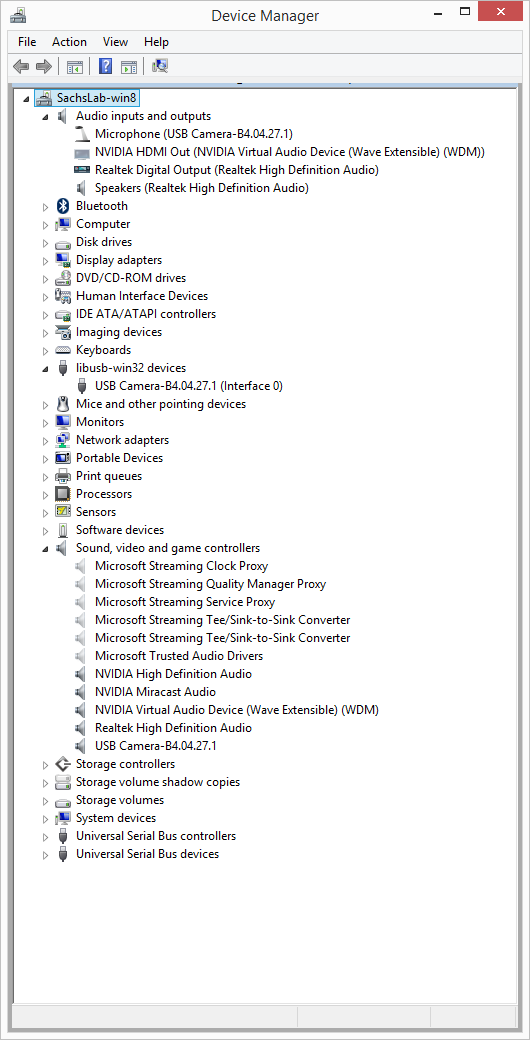 Device Manager
File Action View Help
SachsLab-win8
Audio inputs and outputs
Microphone (USB Camera-B4.04.27.1)
NVIDIA HDMI Out (NVIDIA Virtual Audio Device (Wave Extensible) (WDM))
Realtek Digital Output (Realtek High Definition Audio)
Speakers (Realtek High Definition Audio)
Bluetooth
Computer
Disk drives
Display adapters
DVD/CD-ROM drives
Human Interface Devices
IDE ATA/ATAPI controllers
Imaging devices
Keyboards
libusb-win32 devices
USB Camera-B4.04.27.1 (Interface 0)
Mice and other pointing devices
Monitors
Network adapters
Portable Devices
Print queues
Processors
Sensors
Software devices
Sound, video and game controllers
Microsoft Streaming Clock Proxy
Microsoft Streaming Quality Manager Proxy
Microsoft Streaming Service Proxy
Microsoft Streaming Tee/Sink-to-Sink Converter
Microsoft Streaming Tee/Sink-to-Sink Converter
Microsoft Trusted Audio Drivers
NVIDIA High Definition Audio
NVIDIA Miracast Audio
NVIDIA Virtual Audio Device (Wave Extensible) (WDM)
Realtek High Definition Audio
USB Camera-B4.04.27.1
Storage controllers
Storage volume shadow copies
Storage volumes
System devices
Universal Serial Bus controllers
Universal Serial Bus devices